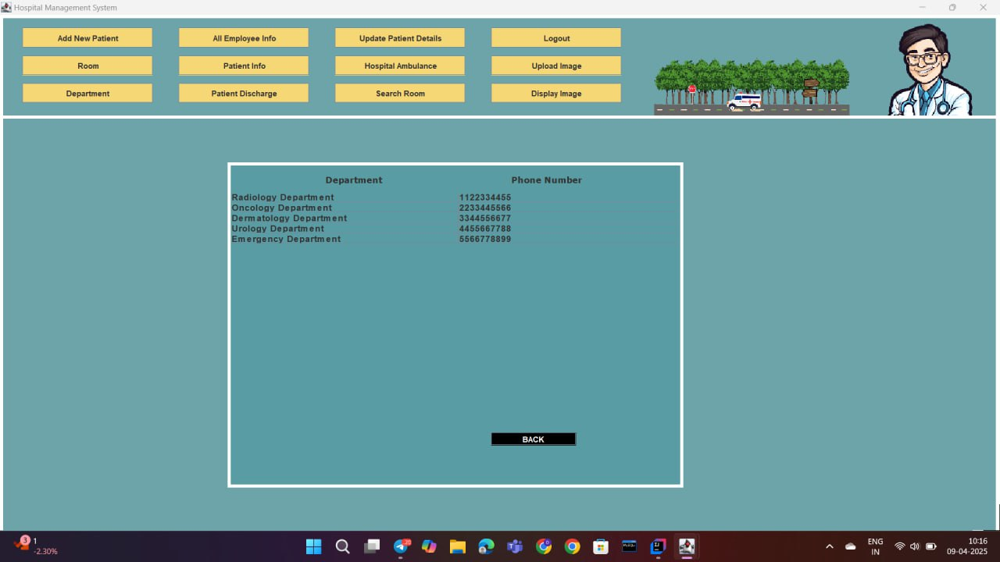 Hospital Management System
Add New Patient All Employee Info Update Patient Details Logout
Room Patient Info Hospital Ambulance Upload Image
Department Patient Discharge Search Room Display Image
Department Phone Number
Radiology Department 1122334455
Oncology Department 2233445566
Dermatology Department 3344556677
Urology Department 4455667788
Emergency Department 5566778899
BACK
3 1
-2.30%
ENG
IN
10:16
09-04-2025